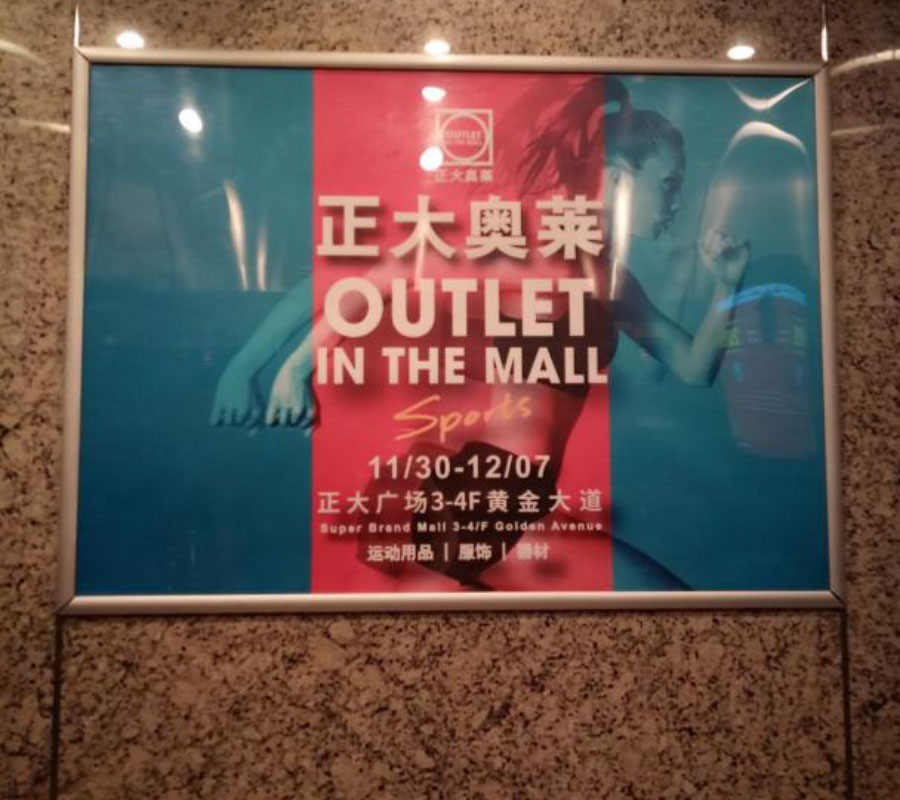 OUTLET
IN THE MALL
正大奥莱
正大奥莱
OUTLET
IN THE MALL
Sports
11/30-12/07
正大广场3-4F黄金大道
Super Brand Mall 3-4/F Golden Avenue
运动用品 | 服饰 | 器材